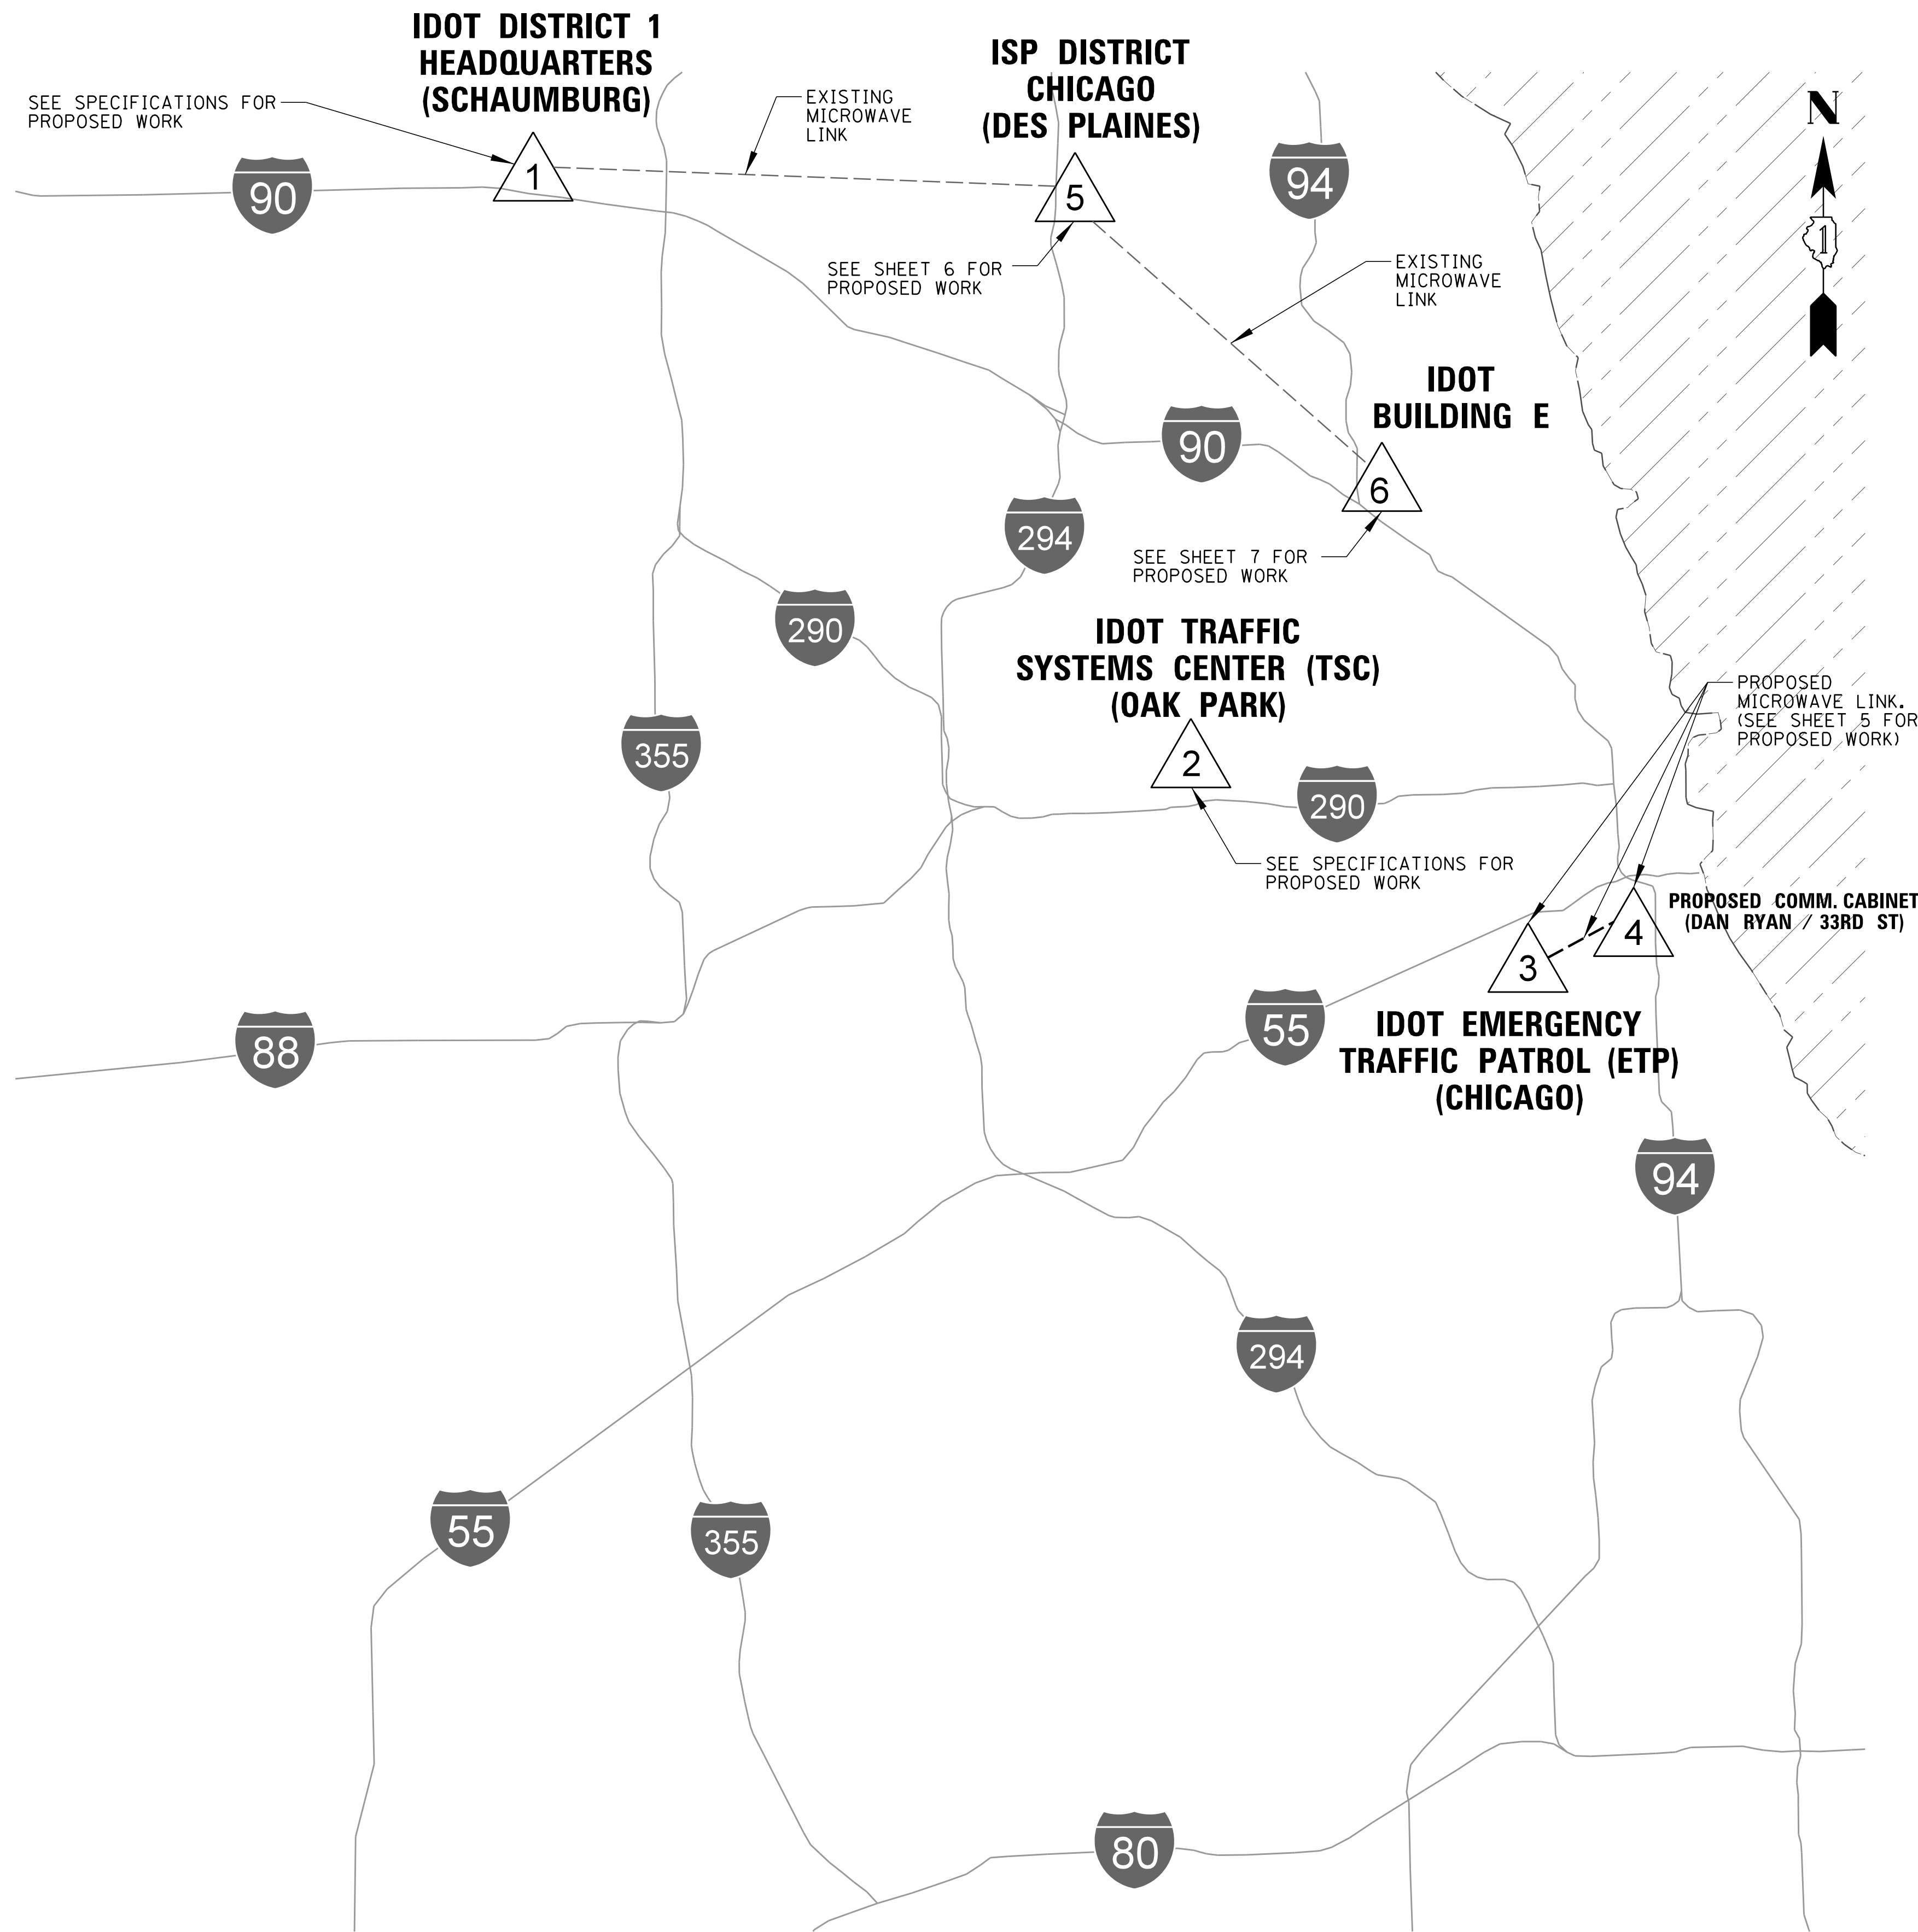 IDOT DISTRICT 1
HEADQUARTERS
(SCHAUMBURG)
SEE SPECIFICATIONS FOR
PROPOSED WORK
1
90
EXISTING
MICROWAVE
LINK
ISP DISTRICT
CHICAGO
(DES PLAINES)
5
SEE SHEET 6 FOR
PROPOSED WORK
94
N
1
EXISTING
MICROWAVE
LINK
IDOT
BUILDING E
90
6
294
SEE SHEET 7 FOR
PROPOSED WORK
290
IDOT TRAFFIC
SYSTEMS CENTER (TSC)
(OAK PARK)
2
355
290
SEE SPECIFICATIONS FOR
PROPOSED WORK
PROPOSED
MICROWAVE LINK.
(SEE SHEET 5 FOR
PROPOSED WORK)
PROPOSED COMM. CABINET
(DAN RYAN / 33RD ST)
4
3
88
55
IDOT EMERGENCY
TRAFFIC PATROL (ETP)
(CHICAGO)
94
294
55
355
80